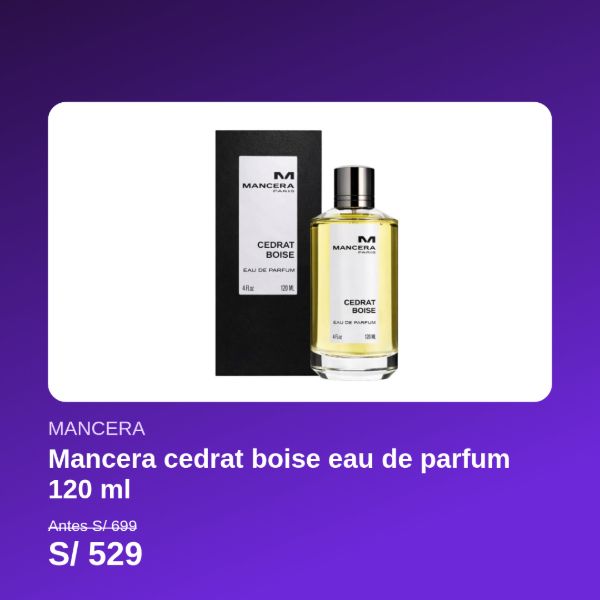 M
MANCERA
PARIS
CEDRAT
BOISE
EAU DE PARFUM
4 Fl.oz 120 ML
M
MANCERA
PARIS
CEDRAT
BOISE
EAU DE PARFUM
4 Fl.oz 120 ML
MANCERA
Mancera cedrat boise eau de parfum
120 ml
Antes S/ 699
S/ 529